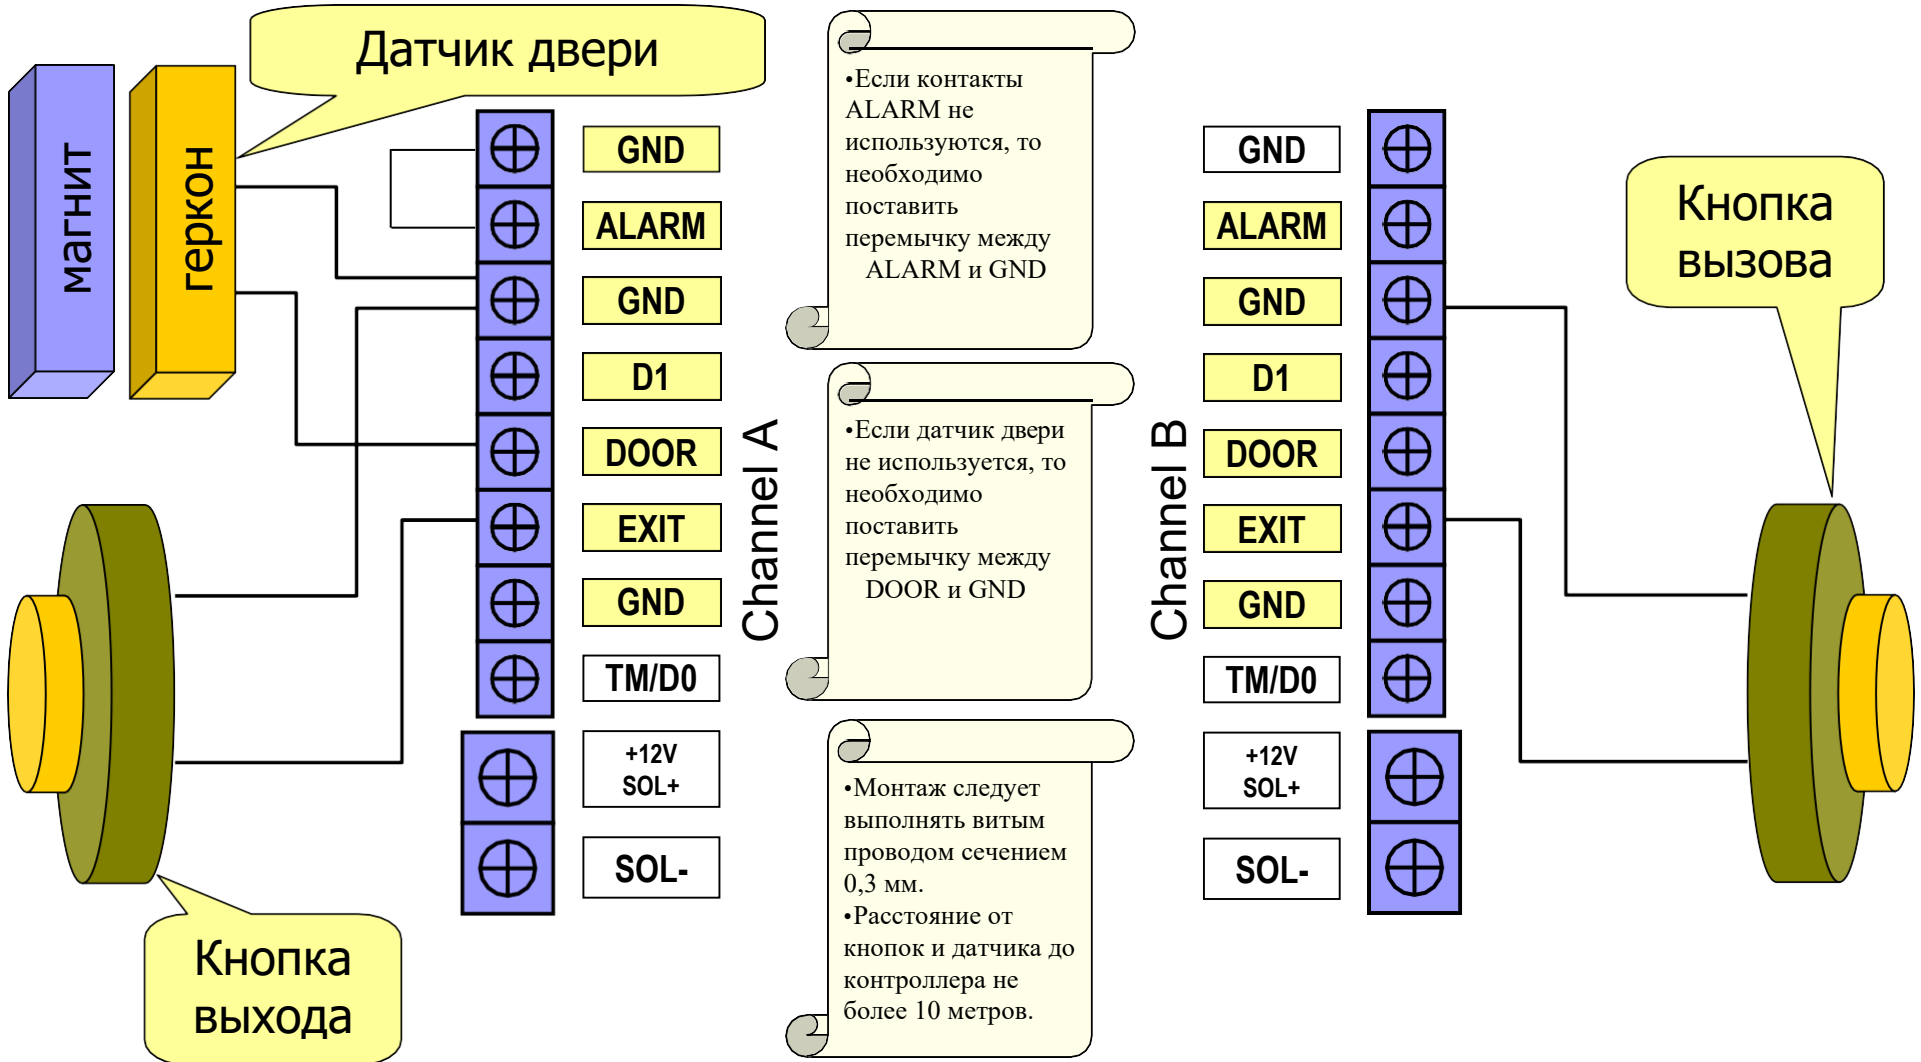 Датчик двери
магнит
геркон
GND
ALARM
GND
D1
DOOR
EXIT
GND
TM/D0
+12V
SOL+
SOL-
Channel A
Кнопка
выхода
•Если контакты
ALARM не
используются, то
необходимо
поставить
перемычку между
ALARM и GND
•Если датчик двери
не используется, то
необходимо
поставить
перемычку между
DOOR и GND
•Монтаж следует
выполнять витым
проводом сечением
0,3 мм.
•Расстояние от
кнопок и датчика до
контроллера не
более 10 метров.
Channel B
GND
ALARM
GND
D1
DOOR
EXIT
GND
TM/D0
+12V
SOL+
SOL-
Кнопка
вызова